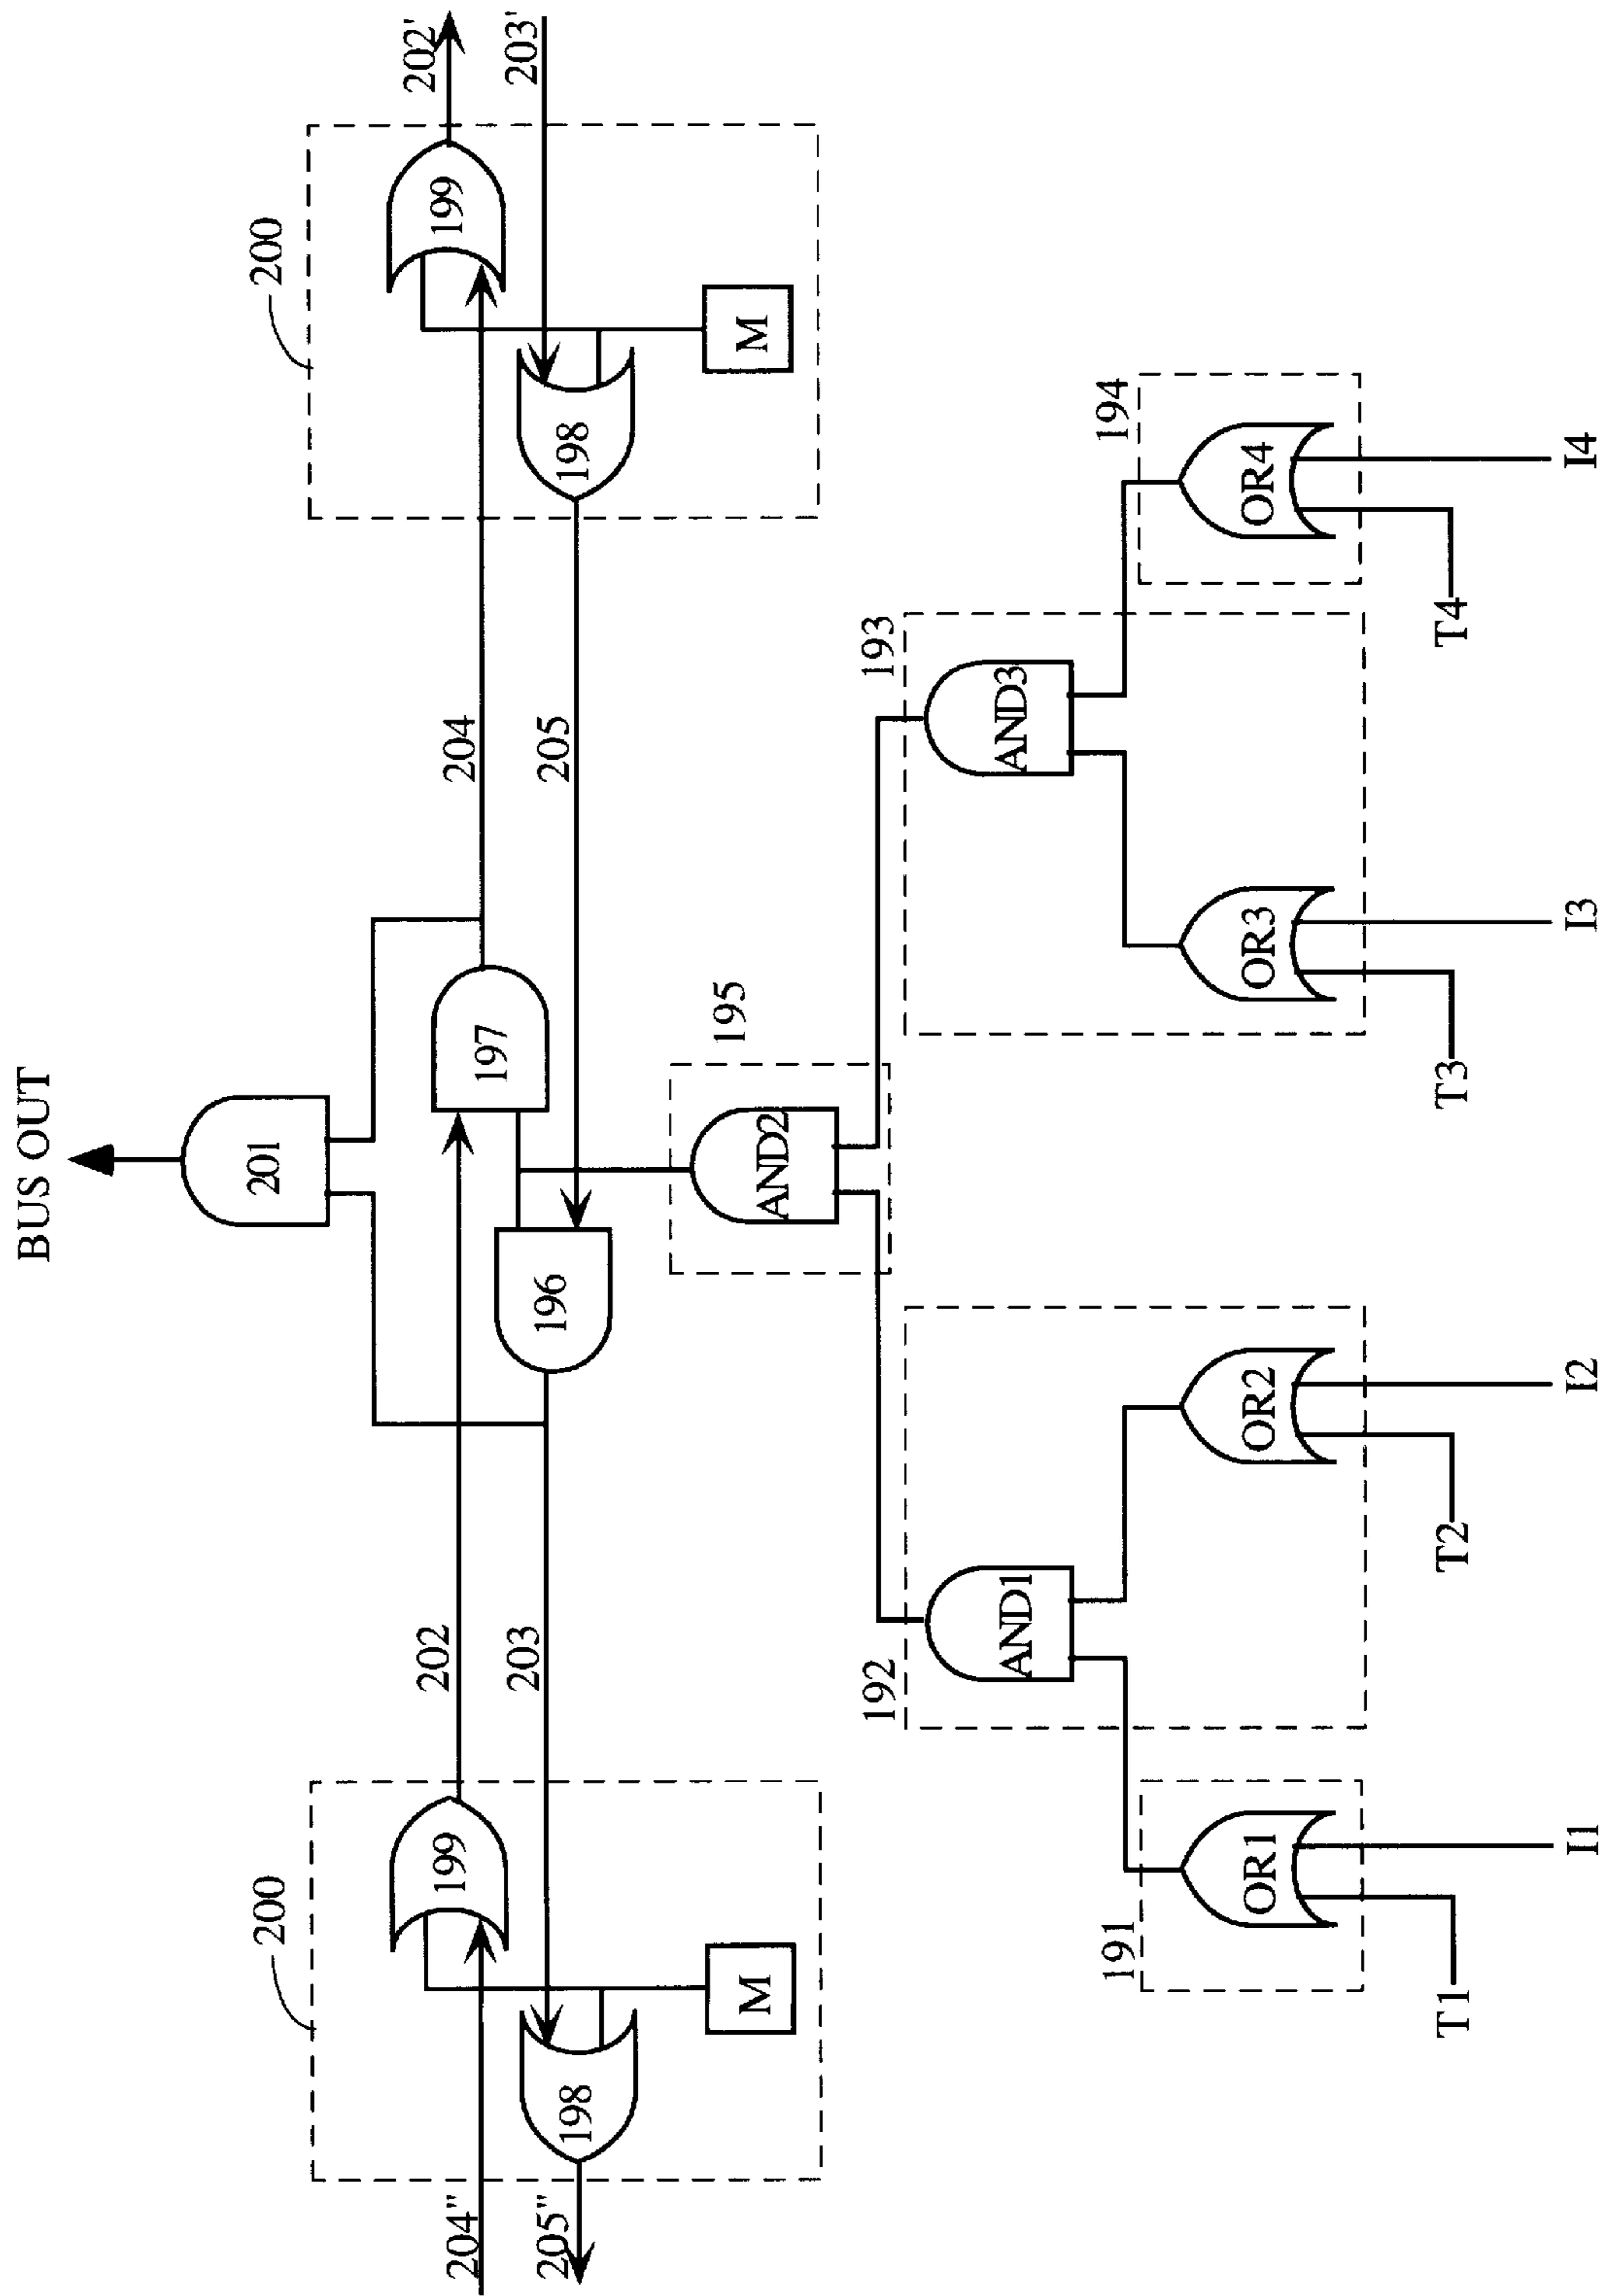 BUS OUT
201
204"
205"
200
199
198
M
202
203
197
196
204
205
200
199
198
M
202'
203'
195
AND2
192
AND1
193
AND3
191
OR1
OR2
OR3
194
OR4
T1
I1
T2
I2
T3
I3
T4
I4